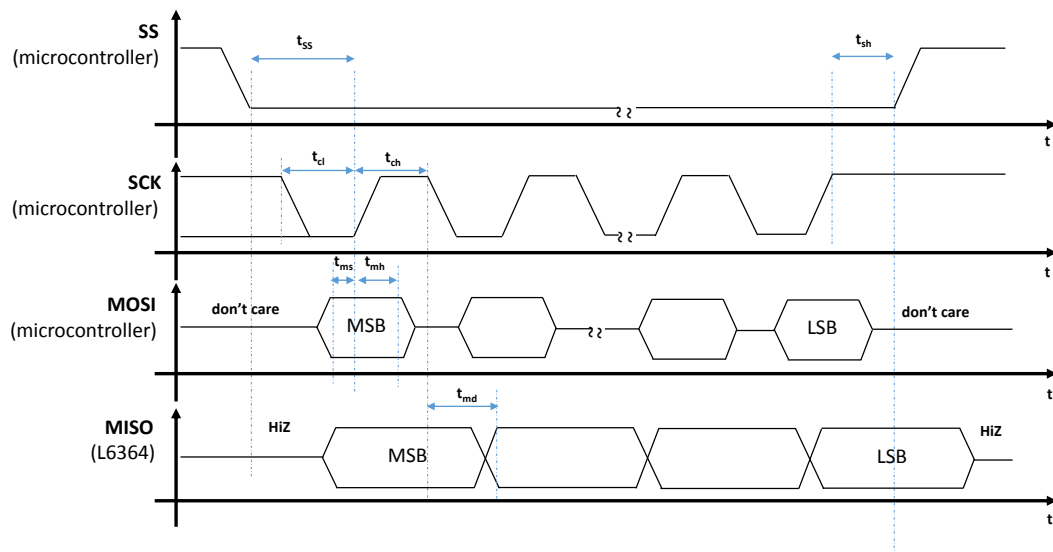 SS
(microcontroller)
tss
tsh
t
SCK
(microcontroller)
tcl
tch
t
MOSI
(microcontroller)
tms
tmh
don't care
MSB
LSB
don't care
t
MISO
(L6364)
tmd
HiZ
MSB
LSB
HiZ
t